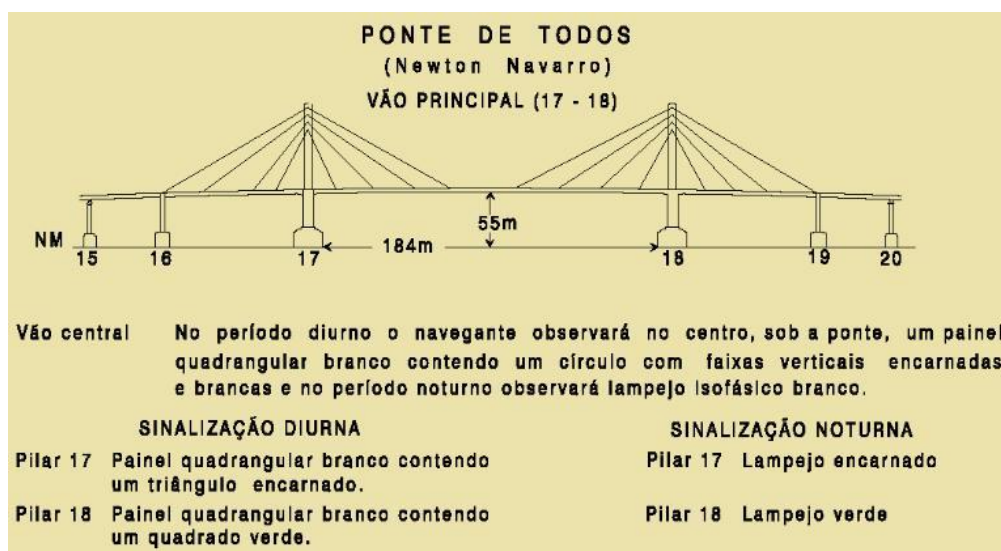 PONTE DE TODOS
(Newton Navarro)
VÃO PRINCIPAL (17 - 18)
55m
NM
184m
15 16 17 18 19 20
Vão central No período diurno o navegante observará no centro, sob a ponte, um painel
quadrangular branco contendo um círculo com faixas verticais encarnadas
e brancas e no período noturno observará lampejo isofásico branco.
SINALIZAÇÃO DIURNA
Pilar 17 Painel quadrangular branco contendo
um triângulo encarnado.
Pilar 18 Painel quadrangular branco contendo
um quadrado verde.
SINALIZAÇÃO NOTURNA
Pilar 17 Lampejo encarnado
Pilar 18 Lampejo verde